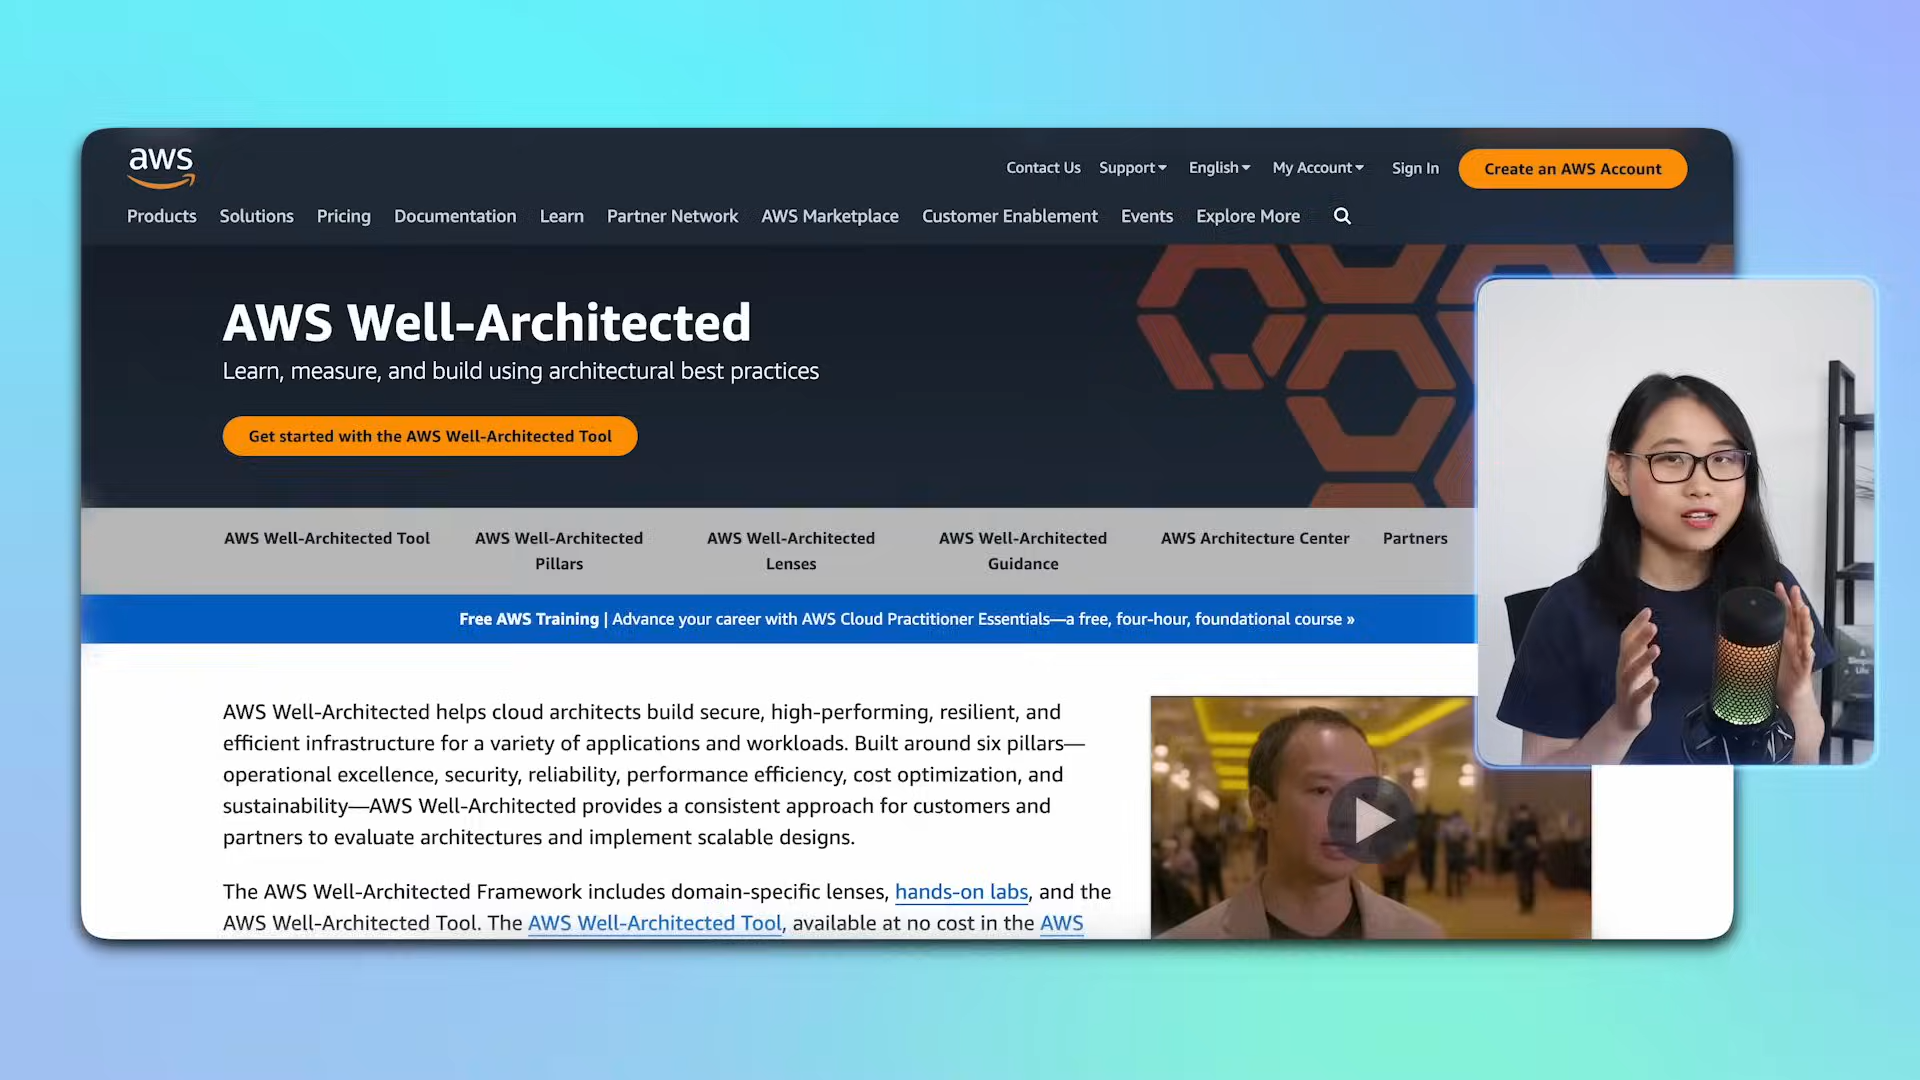 aws
Contact Us Support English My Account Sign In Create an AWS Account
Products Solutions Pricing Documentation Learn Partner Network AWS Marketplace Customer Enablement Events Explore More
AWS Well-Architected
Learn, measure, and build using architectural best practices
Get started with the AWS Well-Architected Tool
AWS Well-Architected Tool
AWS Well-Architected
Pillars
AWS Well-Architected
Lenses
AWS Well-Architected
Guidance
AWS Architecture Center
Partners
Free AWS Training | Advance your career with AWS Cloud Practitioner Essentials—a free, four-hour, foundational course »
AWS Well-Architected helps cloud architects build secure, high-performing, resilient, and
efficient infrastructure for a variety of applications and workloads. Built around six pillars—
operational excellence, security, reliability, performance efficiency, cost optimization, and
sustainability—AWS Well-Architected provides a consistent approach for customers and
partners to evaluate architectures and implement scalable designs.
The AWS Well-Architected Framework includes domain-specific lenses, hands-on labs, and the
AWS Well-Architected Tool. The AWS Well-Architected Tool, available at no cost in the AWS